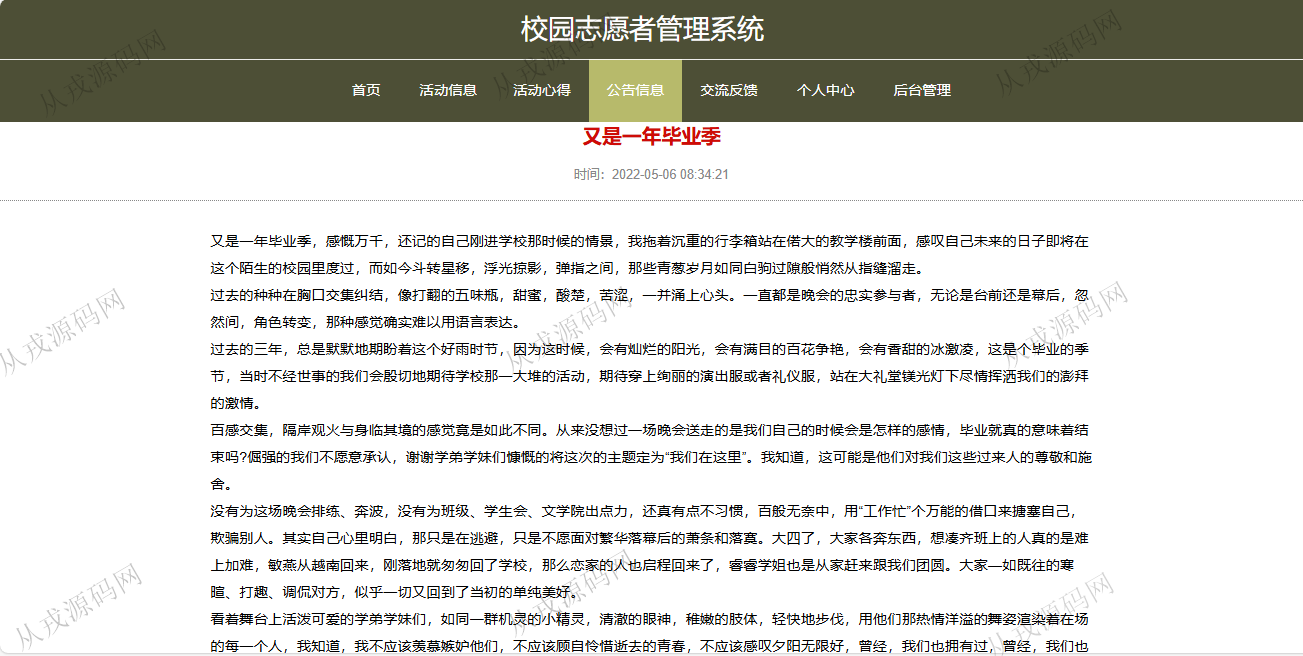 校园志愿者管理系统
首页 活动信息 活动心得 公告信息 交流反馈 个人中心 后台管理
又是一年毕业季
时间：2022-05-06 08:34:21
又是一年毕业季，感慨万千，还记的自己刚进学校那时候的情景，我拖着沉重的行李箱站在偌大的教学楼前面，感叹自己未来的日子即将在
这个陌生的校园里度过，而如今斗转星移，浮光掠影，弹指之间，那些青葱岁月如同白驹过隙般悄然从指缝溜走。
过去的种种在胸口交集纠结，像打翻的五味瓶，甜蜜，酸楚，苦涩，一并涌上心头。一直都是晚会的忠实参与者，无论是台前还是幕后，忽
然间，角色转变，那种感觉确实难以用语言表达。
过去的三年，总是默默地期盼着这个好雨时节，因为这时候，会有灿烂的阳光，会有满目的百花争艳，会有香甜的冰激凌，这是个毕业的季
节，当时不经世事的我们会殷切地期待学校那一大堆的活动，期待穿上绚丽的演出服或者礼仪服，站在大礼堂镁光灯下尽情挥洒我们的澎拜
的激情。
百感交集，隔岸观火与身临其境的感觉竟是如此不同。从来没想过一场晚会送走的是我们自己的时候会是怎样的感情，毕业就真的意味着结
束吗?倔强的我们不愿意承认，谢谢学弟学妹们慷慨的将这次的主题定为“我们在这里”。我知道，这可能是他们对我们这些过来人的尊敬和施
舍。
没有为这场晚会排练、奔波，没有为班级、学生会、文学院出点力，还真有点不习惯，百般无奈中，用“工作忙”个万能的借口来搪塞自己，
欺骗别人。其实自己心里明白，那只是在逃避，只是不愿面对繁华落幕后的萧条和落寞。大四了，大家各奔东西，想凑齐班上的人真的是难
上加难，敏燕从越南回来，刚落地就匆匆回了学校，那么恋家的人也启程回来了，睿睿学姐也是从家赶来跟我们团圆。大家—如既往的寒
暄、打趣、调侃对方，似乎一切又回到了当初的单纯美好。
看着舞台上活泼可爱的学弟学妹们，如同一群机灵的小精灵，清澈的眼神，稚嫩的肢体，轻快地步伐，用他们那热情洋溢的舞姿渲染着在场
的每一个人，我知道，我不应该羡慕嫉妒他们，不应该顾自怜惜逝去的青春，不应该感叹夕阳无限好，曾经，我们也拥有过，曾经，我们也
从戎源码网
从戎源码网
从戎源码网
从戎源码网
从戎源码网
从戎源码网
从戎源码网
从戎源码网
从戎源码网